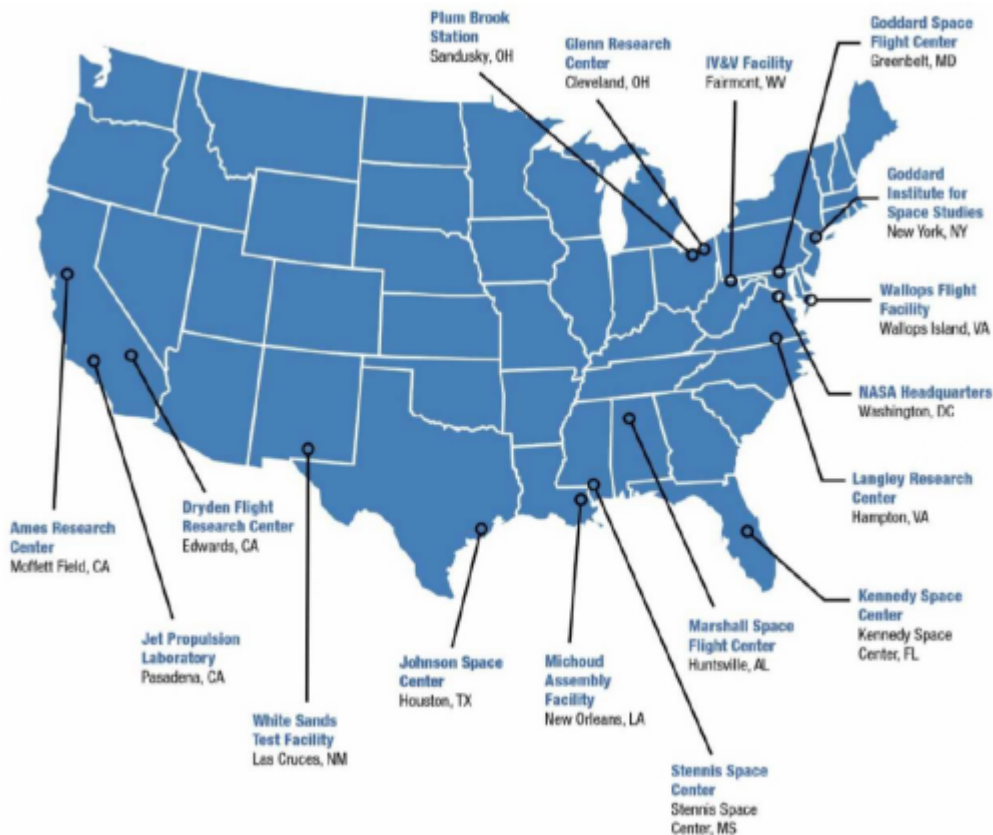 Plum Brook
Station
Sandusky, OH
Glenn Research
Center
Cleveland, OH
IV&V Facility
Fairmont, WV
Goddard Space
Flight Center
Greenbelt, MD
Goddard
Institute for
Space Studies
New York, NY
Wallops Flight
Facility
Wallops Island, VA
NASA Headquarters
Washington, DC
Langley Research
Center
Hampton, VA
Kennedy Space
Center
Kennedy Space
Center, FL
Marshall Space
Flight Center
Huntsville, AL
Stennis Space
Center
Stennis Space
Center, MS
Michoud
Assembly
Facility
New Orleans, LA
Johnson Space
Center
Houston, TX
White Sands
Test Facility
Las Cruces, NM
Dryden Flight
Research Center
Edwards, CA
Jet Propulsion
Laboratory
Pasadena, CA
Ames Research
Center
Moffett Field, CA